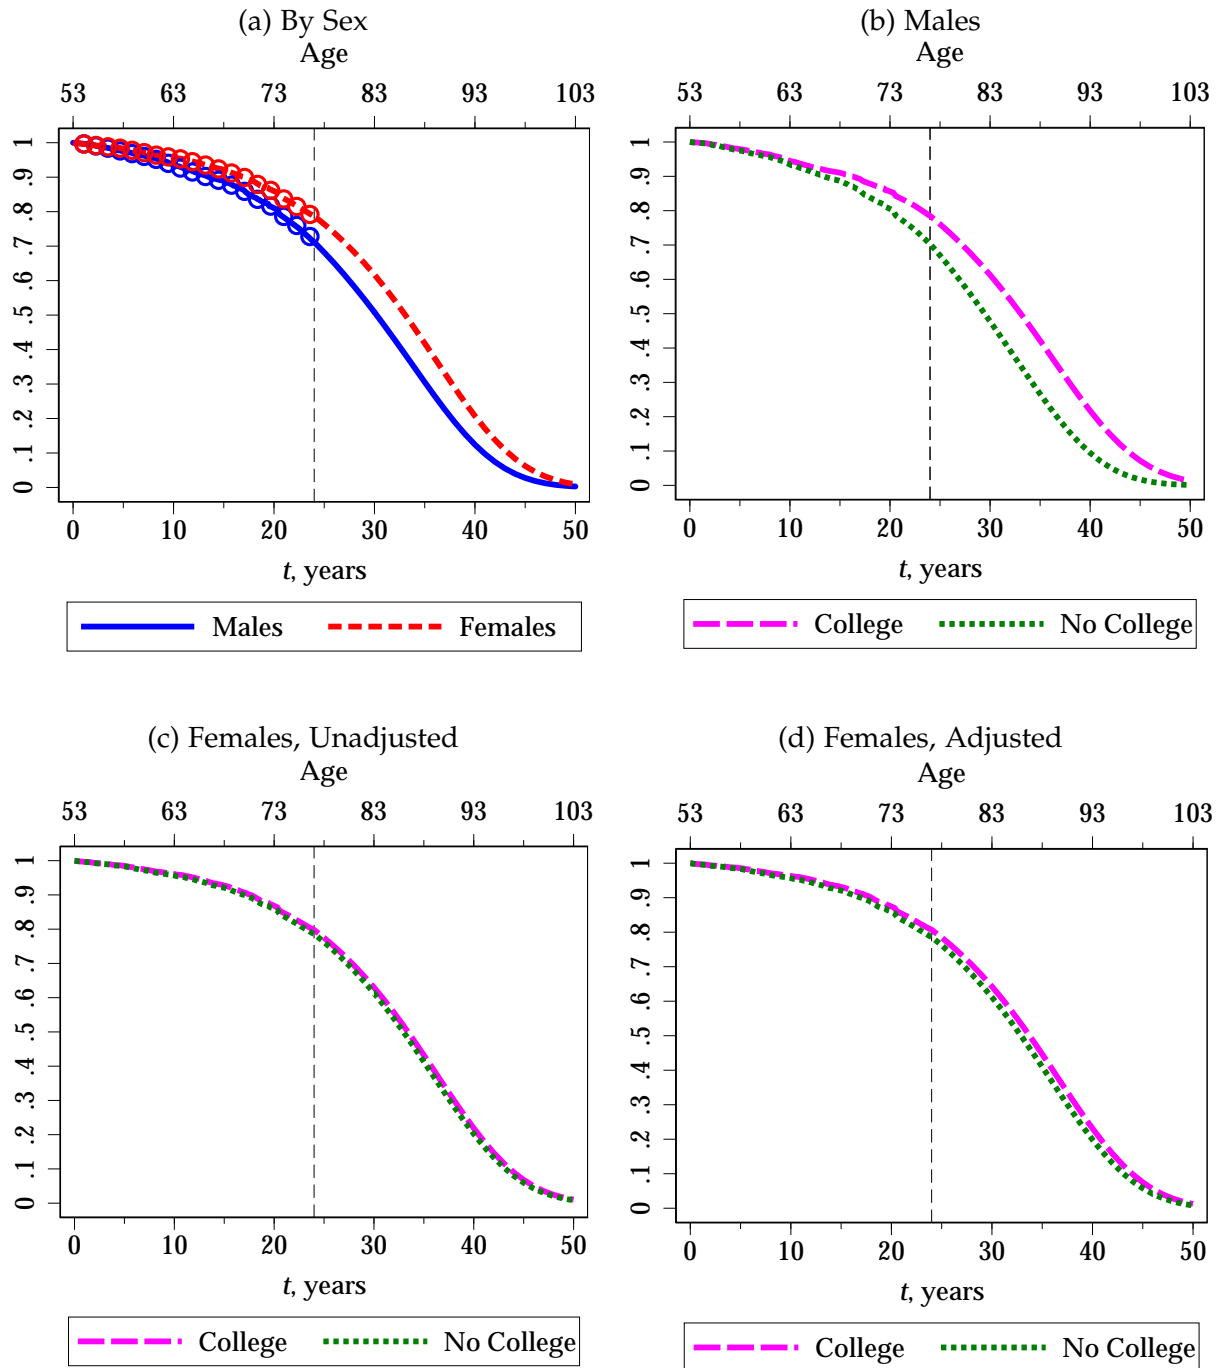 (a) By Sex
Age
53 63 73 83 93 103
1
.9
.8
.7
.6
.5
.4
.3
.2
.1
0
0 10 20 30 40 50
t, years
Males Females
(b) Males
Age
53 63 73 83 93 103
1
.9
.8
.7
.6
.5
.4
.3
.2
.1
0
0 10 20 30 40 50
t, years
College No College
(c) Females, Unadjusted
Age
53 63 73 83 93 103
1
.9
.8
.7
.6
.5
.4
.3
.2
.1
0
0 10 20 30 40 50
t, years
College No College
(d) Females, Adjusted
Age
53 63 73 83 93 103
1
.9
.8
.7
.6
.5
.4
.3
.2
.1
0
0 10 20 30 40 50
t, years
College No College